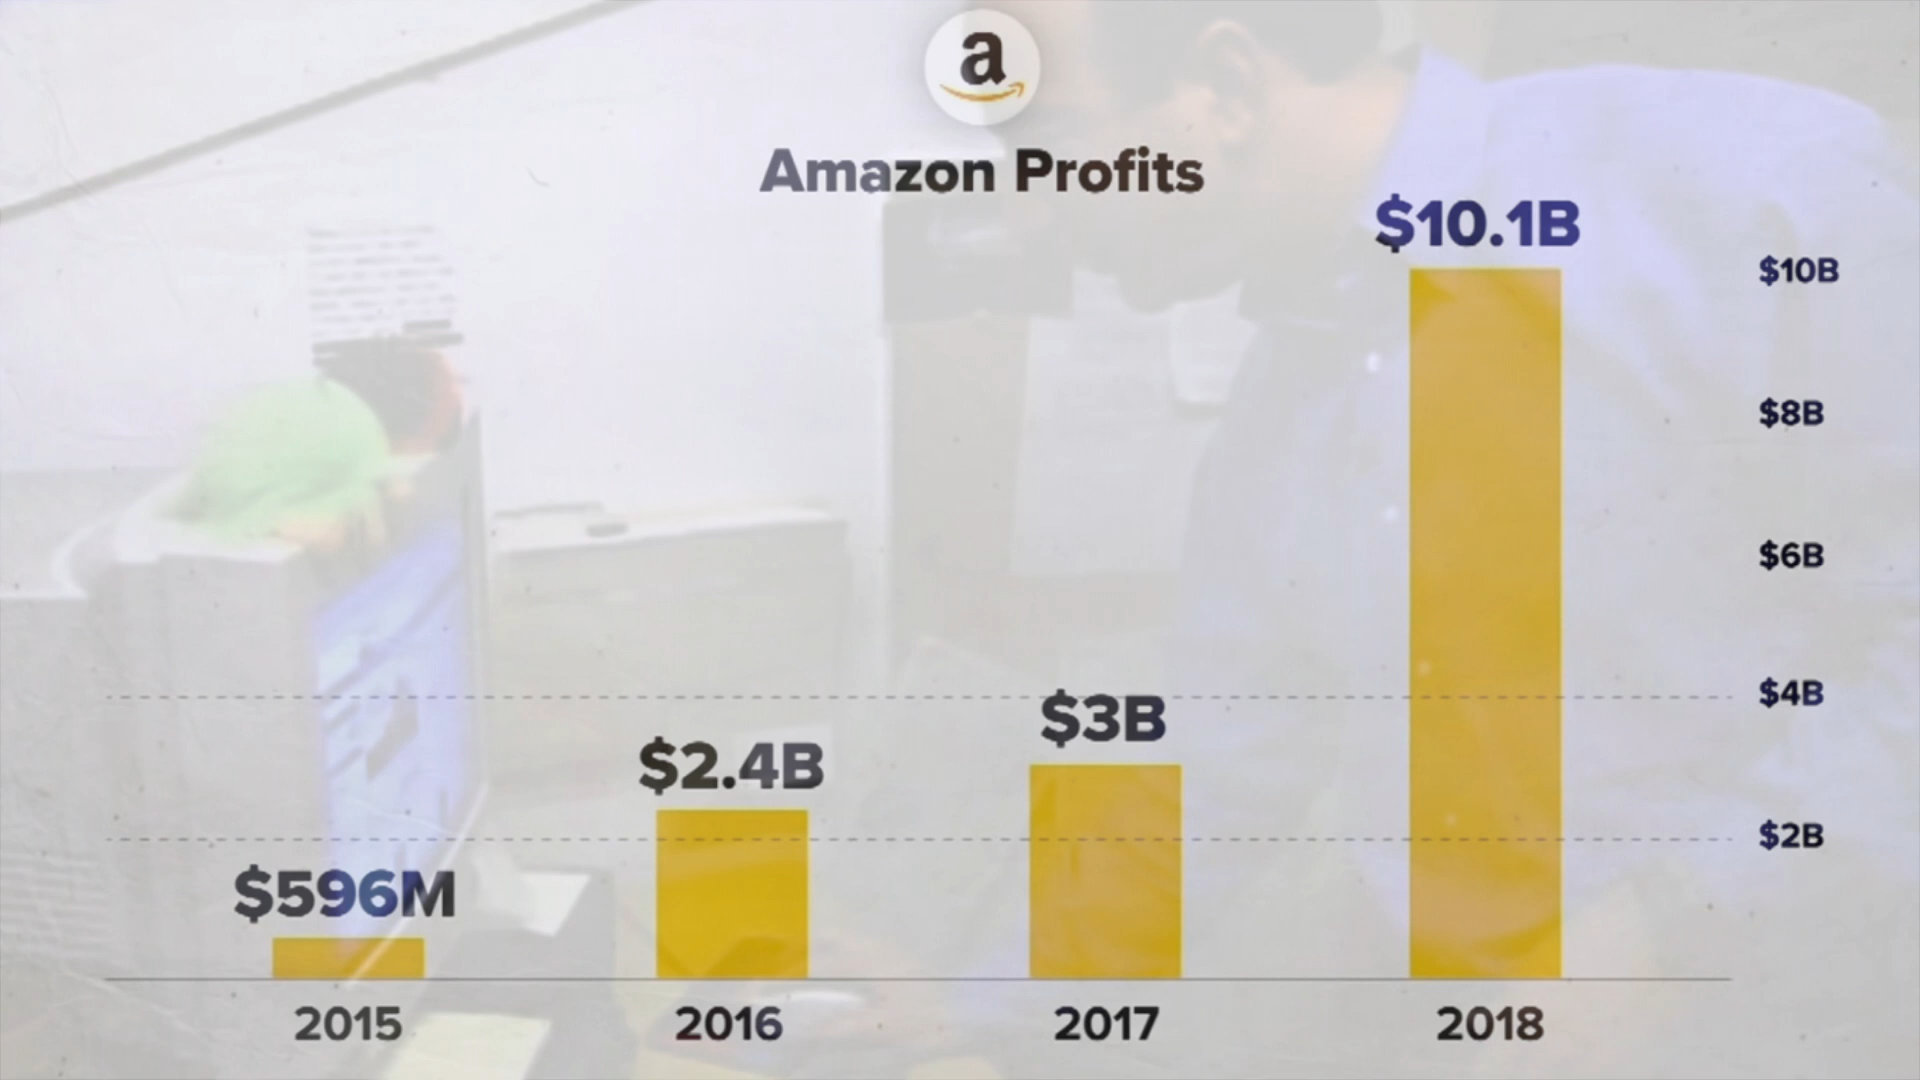 a
Amazon Profits
$10.1B
$10B
$8B
$6B
$3B
$4B
$2.4B
$2B
$596M
2015 2016 2017 2018